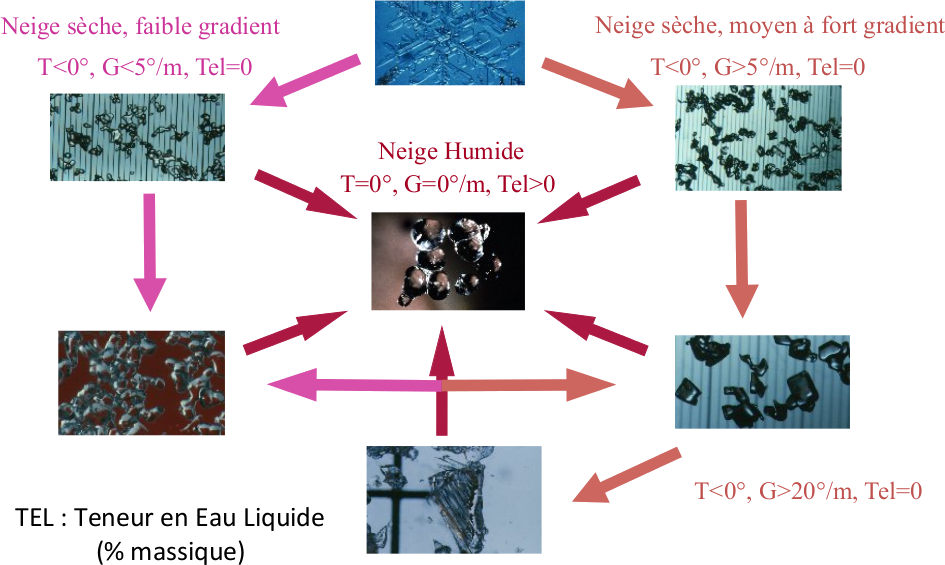 Neige sèche, faible gradient
T<0°, G<5°/m, Tel=0
Neige sèche, moyen à fort gradient
T<0°, G>5°/m, Tel=0
Neige Humide
T=0°, G=0°/m, Tel>0
T<0°, G>20°/m, Tel=0
TEL : Teneur en Eau Liquide
(% massique)